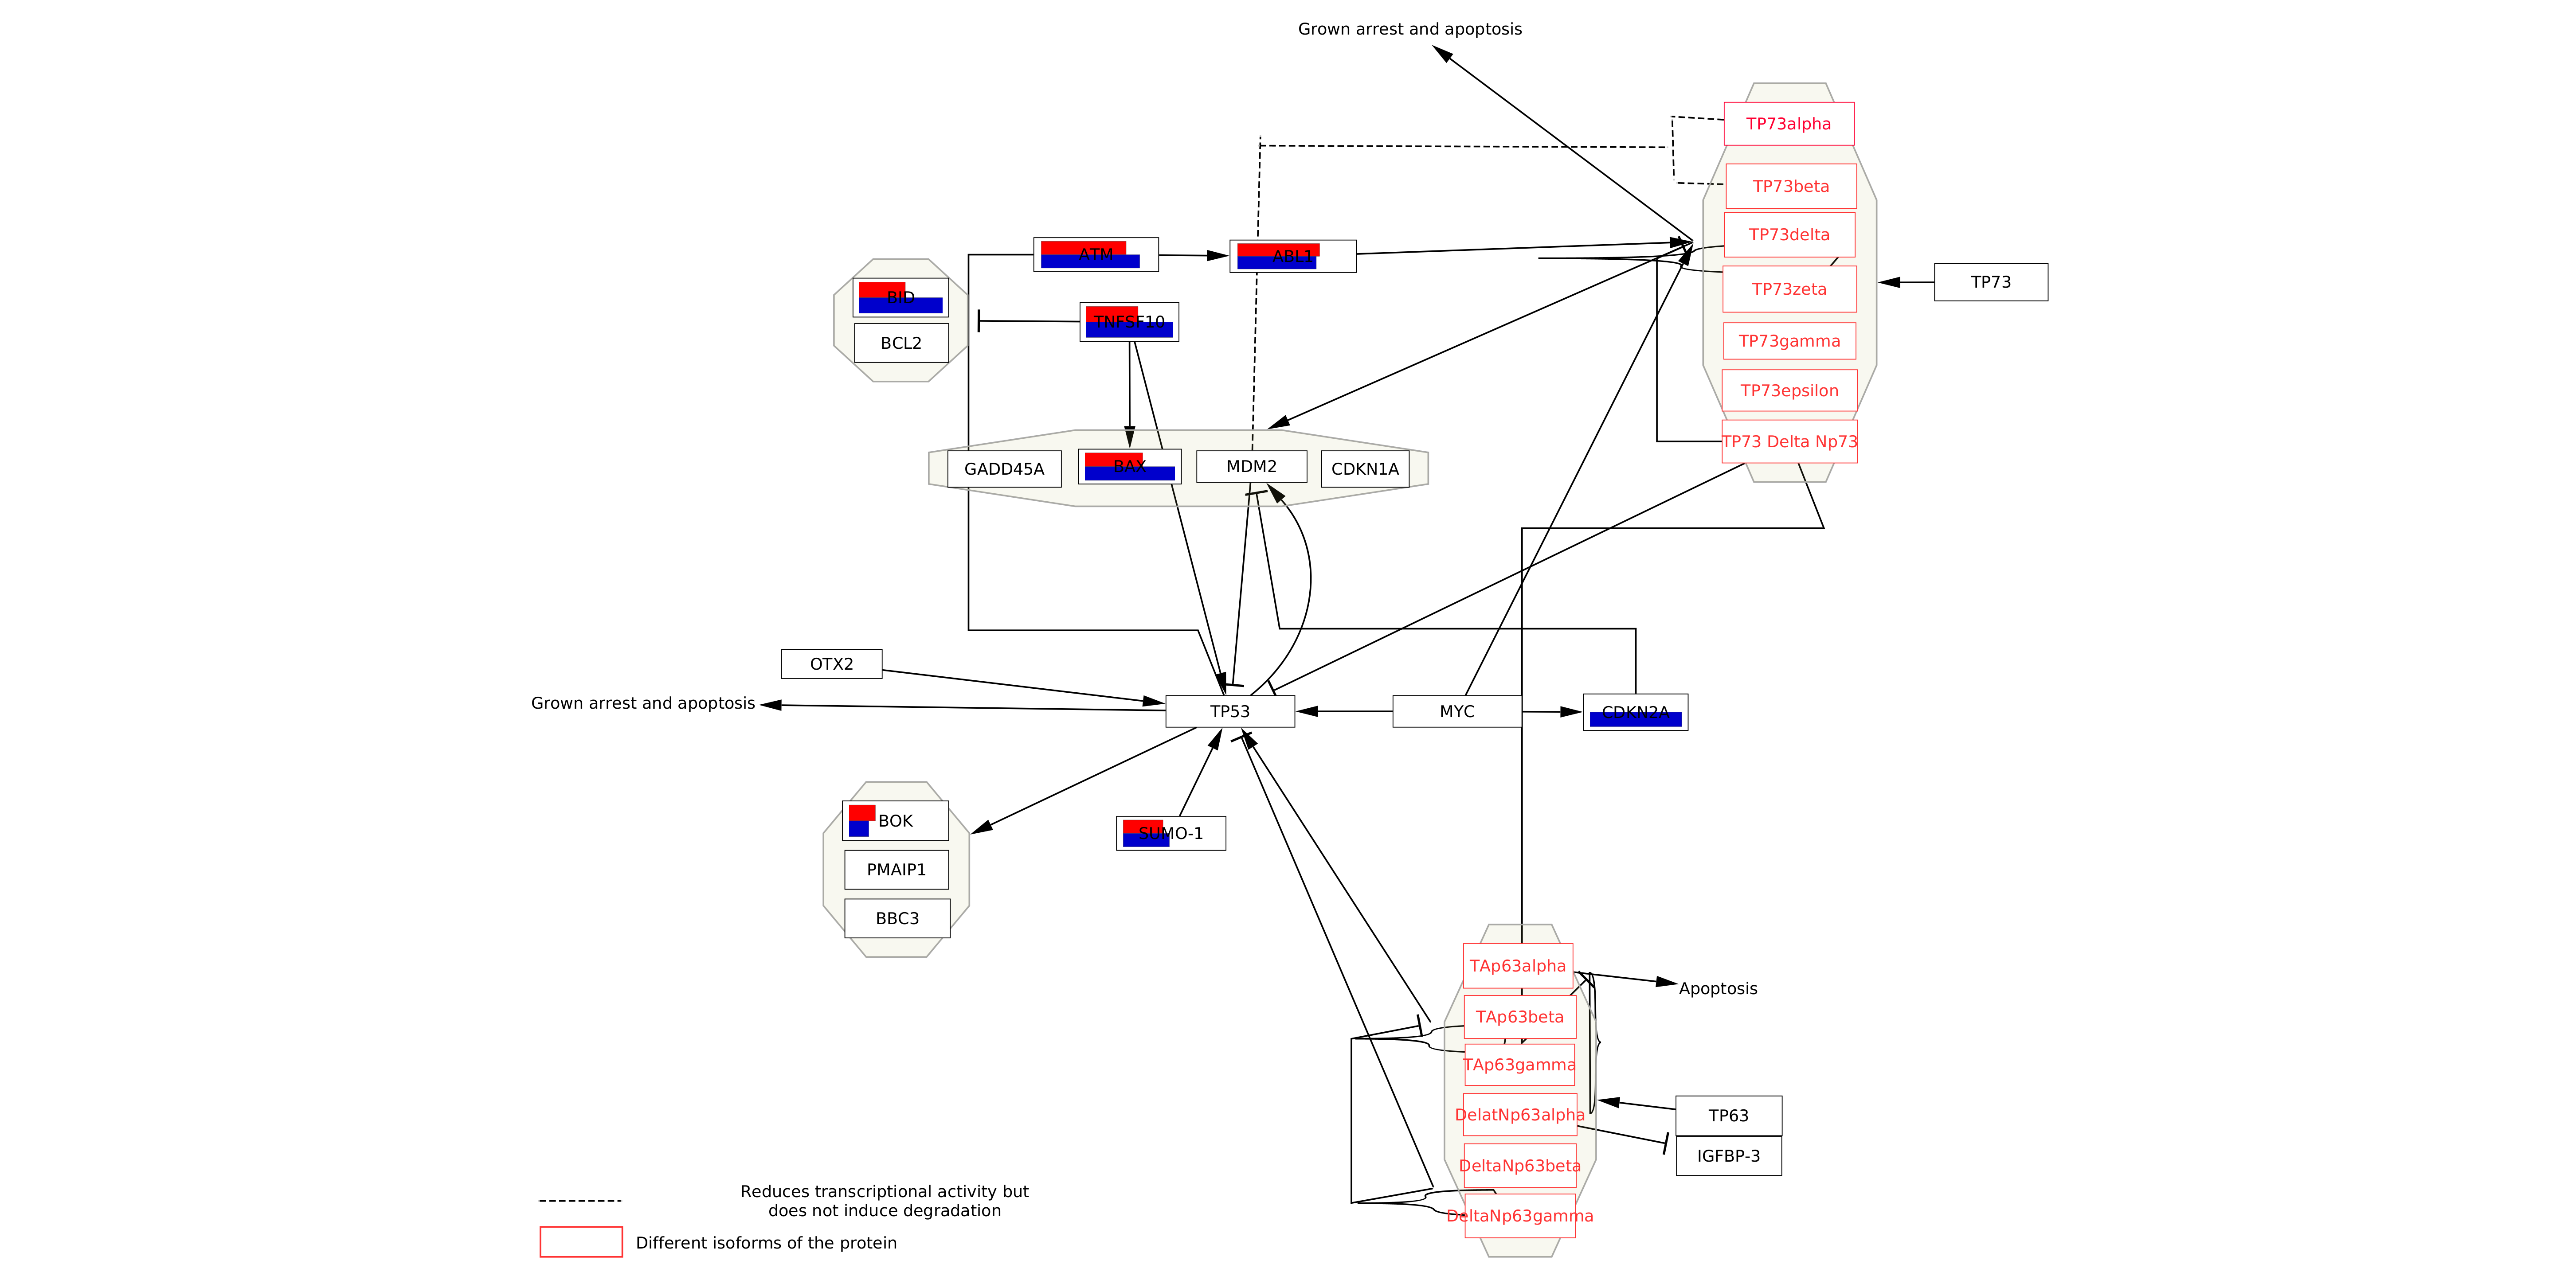 Grown arrest and apoptosis
TP73alpha
TP73beta
TP73delta
ATM
ABL1
TP73zeta
TP73
BID
TNFSF10
BCL2
TP73gamma
TP73epsilon
TP73 Delta Np73
GADD45A
BAX
MDM2
CDKN1A
OTX2
Grown arrest and apoptosis
TP53
MYC
CDKN2A
BOK
SUMO-1
PMAIP1
BBC3
TAp63alpha
Apoptosis
TAp63beta
TAp63gamma
DelatNp63alpha
TP63
IGFBP-3
DeltaNp63beta
DeltaNp63gamma
Reduces transcriptional activity but
does not induce degradation
Different isoforms of the protein